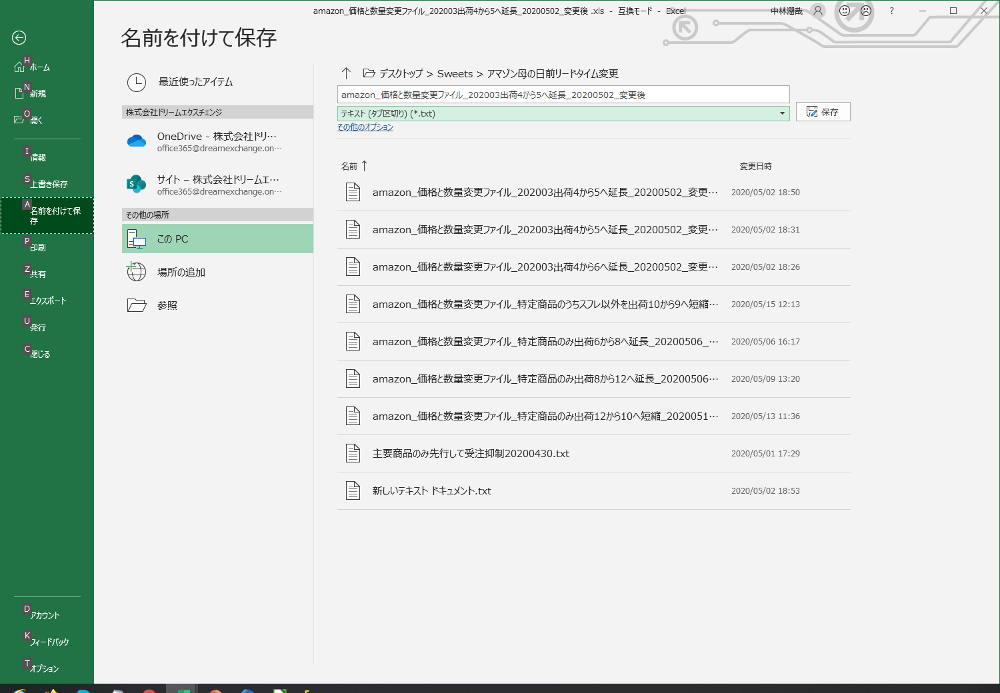 amazon_価格と数量変更ファイル_202003出荷4から5へ延長_20200502_変更後 .xls - 互換モード - Excel
中林潤哉
?
名前を付けて保存
H
ホーム
N
新規
O
開く
I
情報
S
上書き保存
A
名前を付けて保
存
P
印刷
Z
共有
E
エクスポート
U
発行
C
閉じる
D
アカウント
K
フィードバック
T
オプション
最近使ったアイテム
株式会社ドリームエクスチェンジ
OneDrive - 株式会社ドリ…
office365@dreamexchange.on…
S
サイト – 株式会社ドリームエ…
office365@dreamexchange.on…
その他の場所
この PC
場所の追加
参照
デスクトップ > Sweets > アマゾン母の日前リードタイム変更
amazon_価格と数量変更ファイル_202003出荷4から5へ延長_20200502_変更後
テキスト (タブ区切り) (*.txt)
保存
その他のオプション
名前 ↑ 変更日時
amazon_価格と数量変更ファイル_202003出荷4から5へ延長_20200502_変更… 2020/05/02 18:50
amazon_価格と数量変更ファイル_202003出荷4から5へ延長_20200502_変更… 2020/05/02 18:31
amazon_価格と数量変更ファイル_202003出荷4から6へ延長_20200502_変更… 2020/05/02 18:26
amazon_価格と数量変更ファイル_特定商品のうちスフレ以外を出荷10から9へ短縮… 2020/05/15 12:13
amazon_価格と数量変更ファイル_特定商品のみ出荷6から8へ延長_20200506_… 2020/05/06 16:17
amazon_価格と数量変更ファイル_特定商品のみ出荷8から12へ延長_20200506… 2020/05/09 13:20
amazon_価格と数量変更ファイル_特定商品のみ出荷12から10へ短縮_2020051… 2020/05/13 11:36
主要商品のみ先行して受注抑制20200430.txt 2020/05/01 17:29
新しいテキスト ドキュメント.txt 2020/05/02 18:53